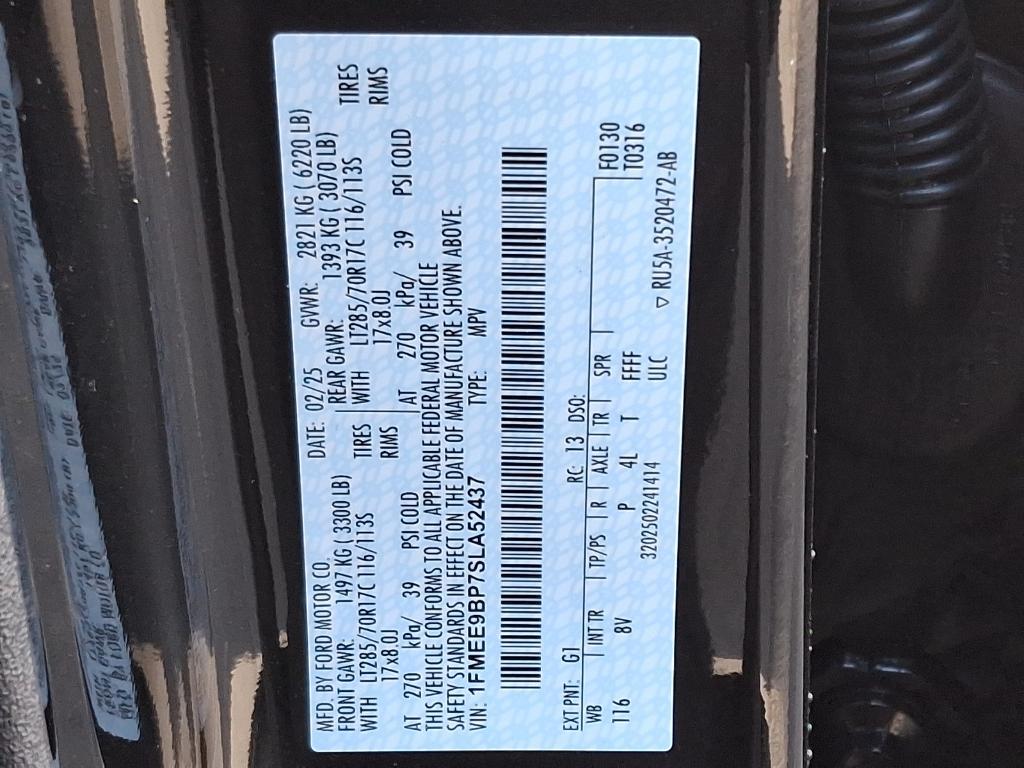 MFD. BY FORD MOTOR CO. DATE: 02/25 GVWR: 2821 KG ( 6220 LB)
FRONT GAWR: 1497 KG ( 3300 LB) REAR GAWR: 1393 KG ( 3070 LB)
WITH LT285/70R17C 116/113S TIRES WITH LT285/70R17C 116/113S TIRES
17x8.0J RIMS 17x8.0J RIMS
AT 270 kPa/ 39 PSI COLD AT 270 kPa/ 39 PSI COLD
THIS VEHICLE CONFORMS TO ALL APPLICABLE FEDERAL MOTOR VEHICLE
SAFETY STANDARDS IN EFFECT ON THE DATE OF MANUFACTURE SHOWN ABOVE.
VIN: 1FMEE9BP7SLA52437 TYPE: MPV
EXT PNT: G1 RC: 13 DSO:
WB INT TR TP/PS R AXLE TR SPR F0130
116 8V P 4L T FFFF T0316
3202502241414 ULC
▽ RU5A-3520472-AB